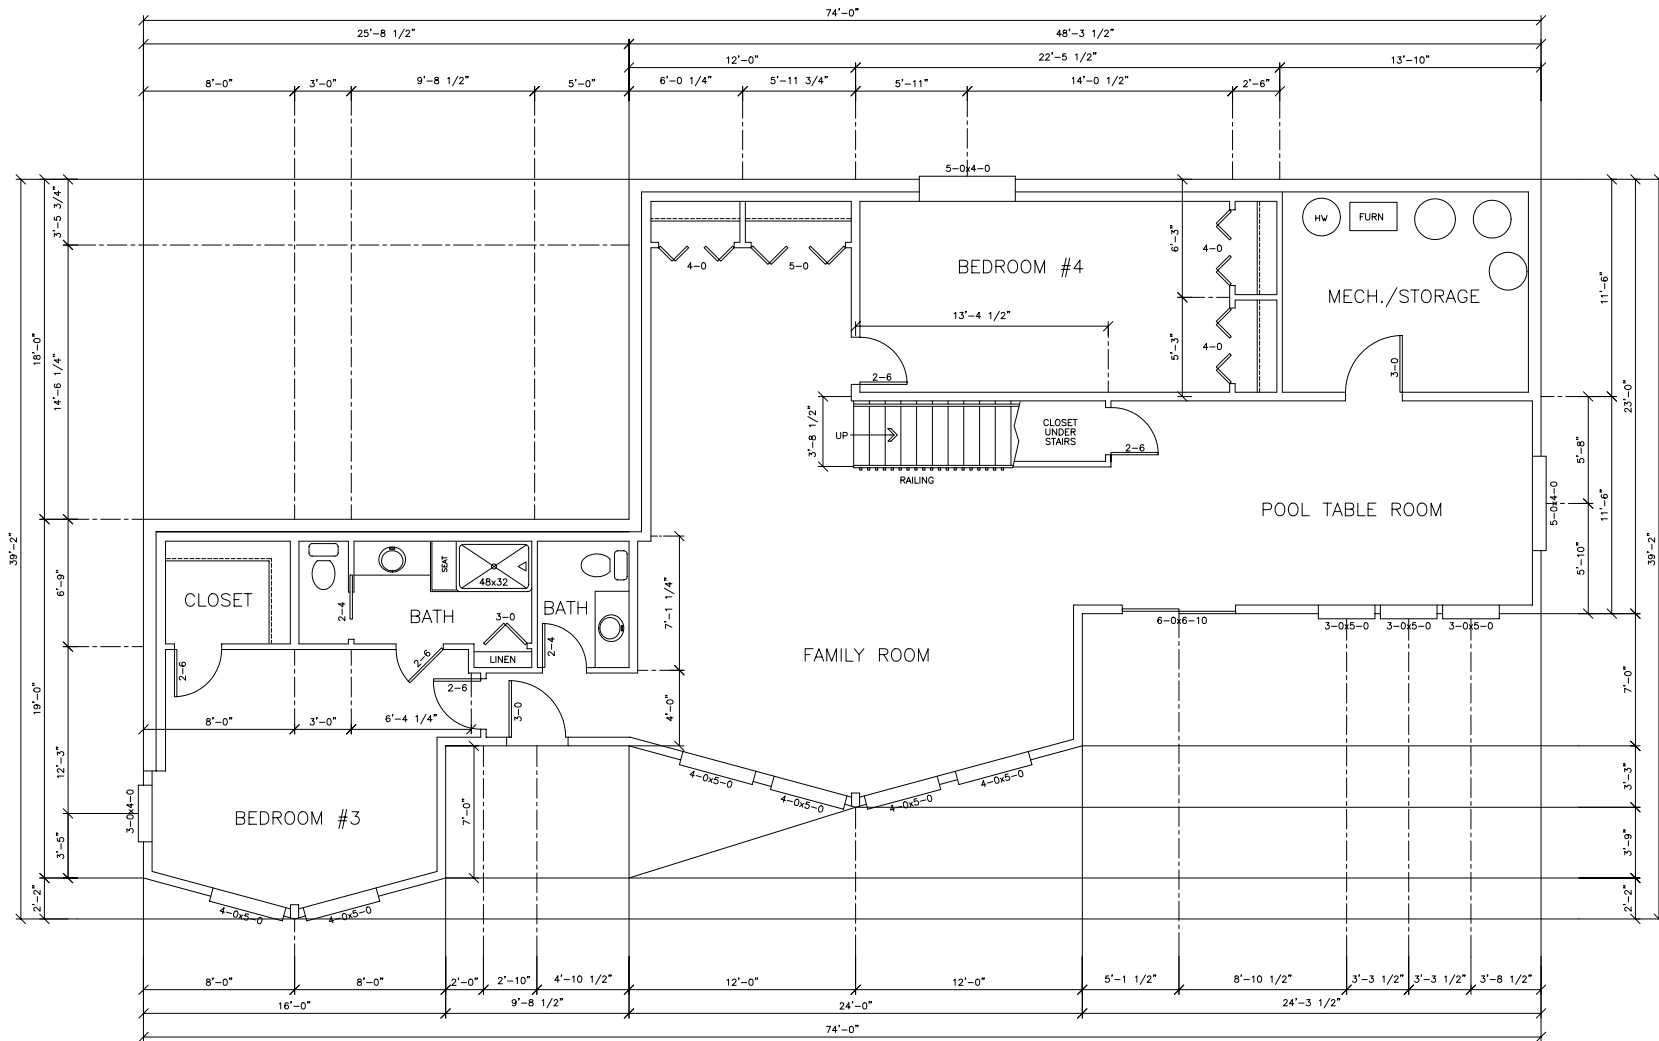 74'-0"
25'-8 1/2"
48'-3 1/2"
12'-0"
22'-5 1/2"
13'-10"
8'-0"
3'-0"
9'-8 1/2"
5'-0"
6'-0 1/4"
5'-11 3/4"
5'-11"
14'-0 1/2"
2'-6"
5-0x4-0
3'-5 3/4"
HW
FURN
4-0
5-0
BEDROOM #4
6'-3"
4-0
MECH./STORAGE
11'-6"
13'-4 1/2"
18'-0"
14'-6 1/4"
5'-3"
4-0
3-0
2-6
23'-0"
3'-8 1/2"
UP
CLOSET
UNDER
STAIRS
2-6
RAILING
5'-8"
POOL TABLE ROOM
5-0x4-0
11'-6"
39'-2"
39'-2"
6'-9"
SEAT
48x32
5'-10"
CLOSET
2-4
BATH
3-0
BATH
7'-1 1/4"
6-0x6-10
3-0x5-0
3-0x5-0
3-0x5-0
2-6
2-6
LINEN
2-4
FAMILY ROOM
19'-0"
2-6
3-0
4'-0"
7'-0"
8'-0"
3'-0"
6'-4 1/4"
12'-3"
4-0x5-0
4-0x5-0
4-0x5-0
4-0x5-0
3'-3"
3-0x4-0
BEDROOM #3
7'-0"
3'-5"
3'-9"
2'-2"
4-0x5-0
4-0x5-0
2'-2"
8'-0"
8'-0"
2'-0"
2'-10"
4'-10 1/2"
12'-0"
12'-0"
5'-1 1/2"
8'-10 1/2"
3'-3 1/2"
3'-3 1/2"
3'-8 1/2"
16'-0"
9'-8 1/2"
24'-0"
24'-3 1/2"
74'-0"